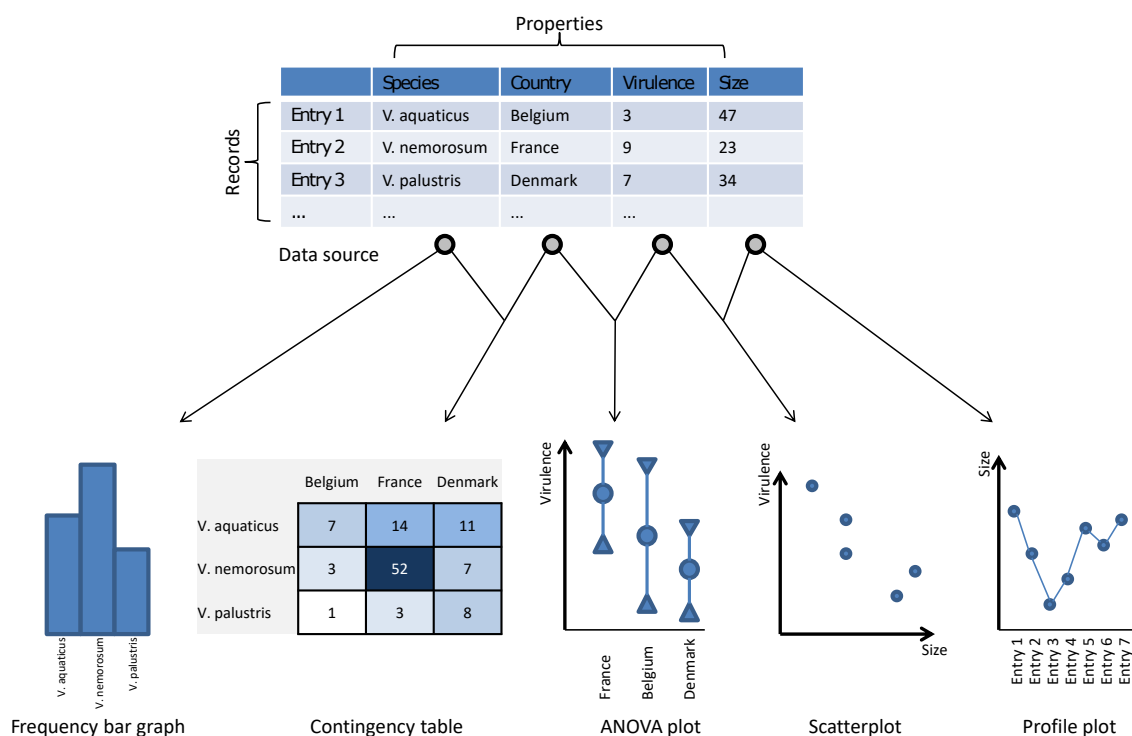 Properties
Species Country Virulence Size
Entry 1 V. aquaticus Belgium 3 47
Entry 2 V. nemorosum France 9 23
Entry 3 V. palustris Denmark 7 34
... ... ... ...
Records
Data source
V. aquaticus
V. nemorosum
V. palustris
Frequency bar graph
Belgium France Denmark
V. aquaticus 7 14 11
V. nemorosum 3 52 7
V. palustris 1 3 8
Contingency table
Virulence
France
Belgium
Denmark
ANOVA plot
Virulence
Size
Scatterplot
Size
Entry 1
Entry 2
Entry 3
Entry 4
Entry 5
Entry 6
Entry 7
Profile plot